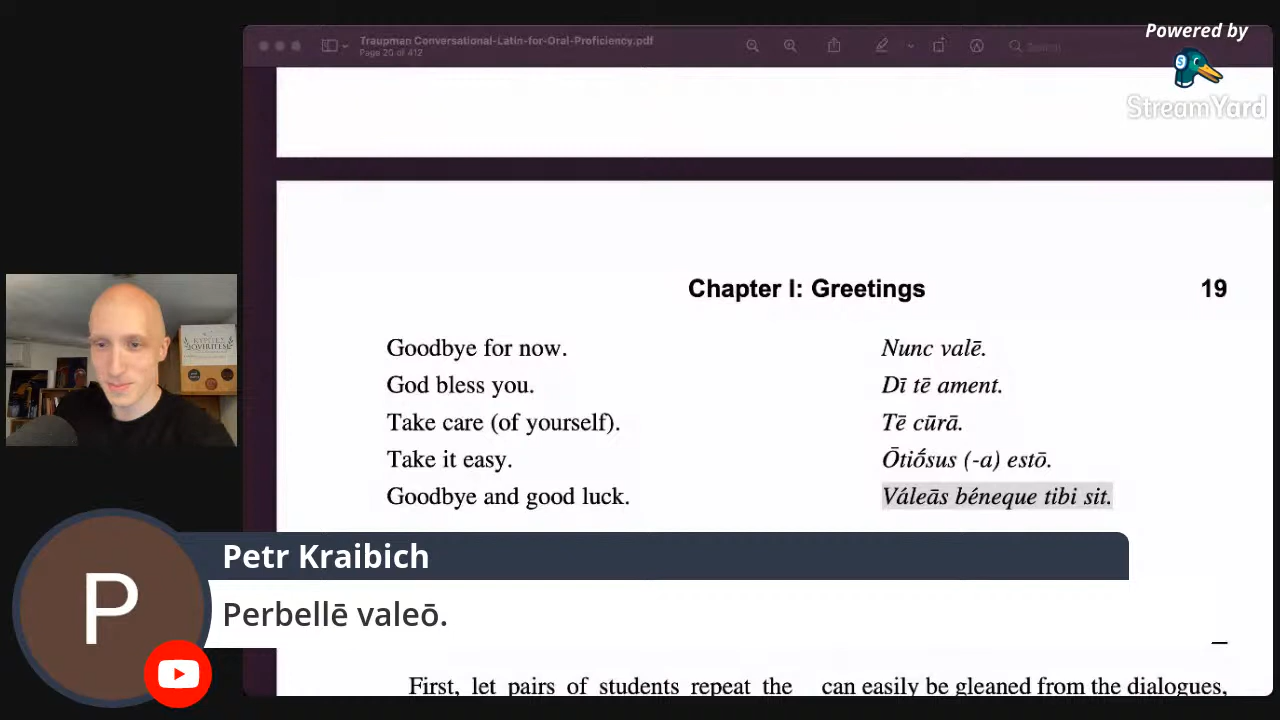 Powered by
StreamYard
Traupman Conversational-Latin-for-Oral-Proficiency.pdf
Page 20 of 412
Search
Chapter I: Greetings 19
Goodbye for now. Nunc valē.
God bless you. Dī tē ament.
Take care (of yourself). Tē cūrā.
Take it easy. Ōtiṓsus (-a) estō.
Goodbye and good luck. Váleās béneque tibi sit.
Petr Kraibich
P
Perbellē valeō.
First, let pairs of students repeat the can easily be gleaned from the dialogues,